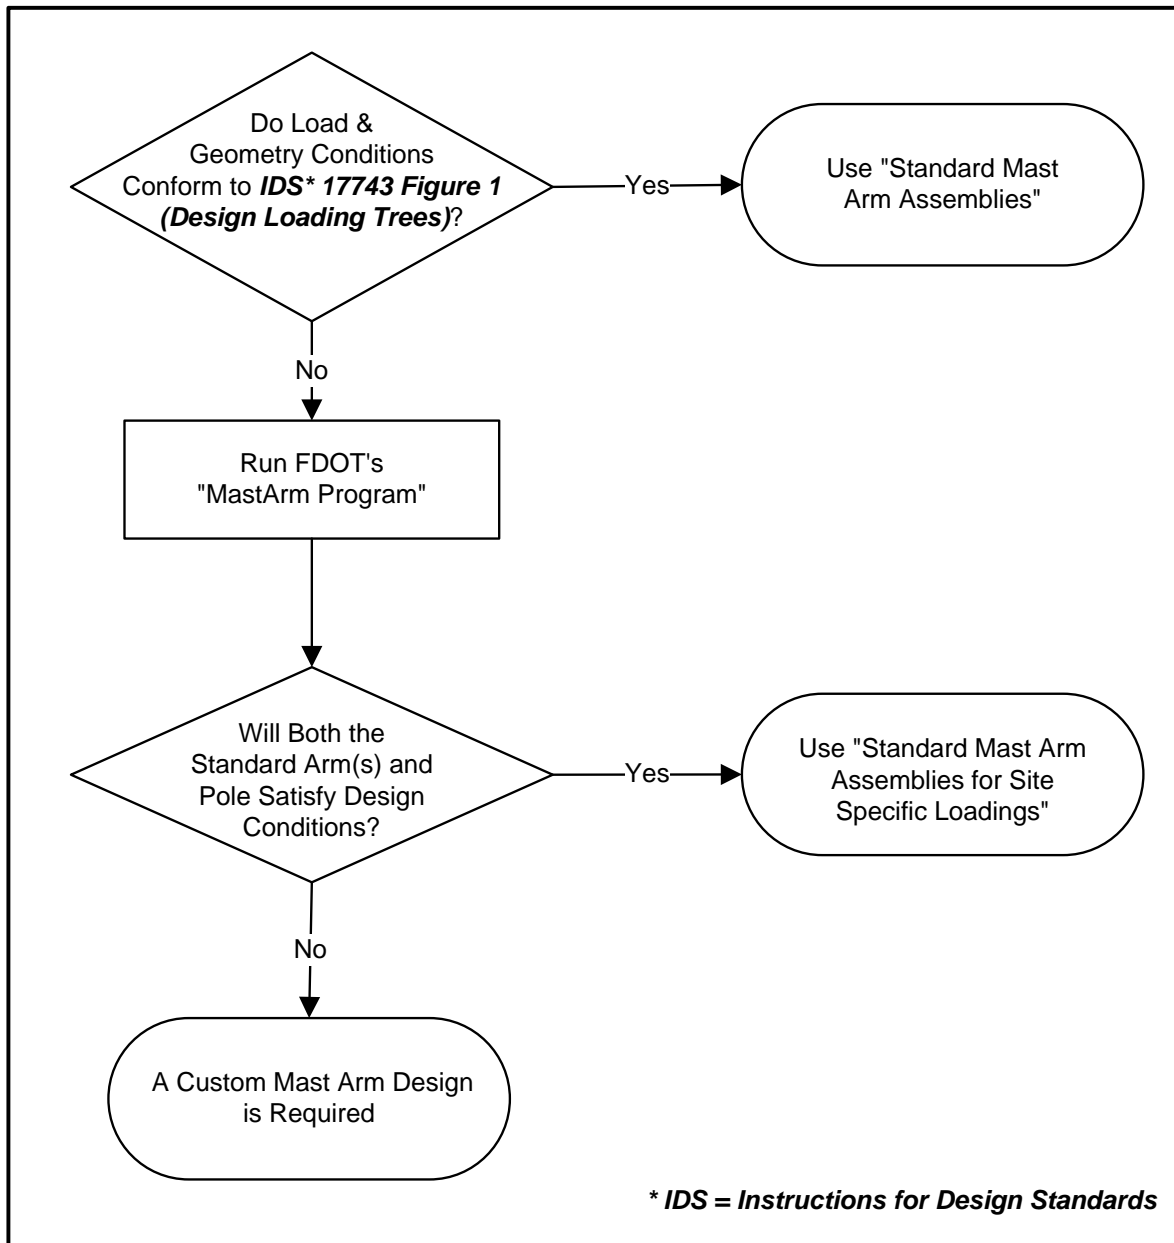 Do Load &
Geometry Conditions
Conform to IDS* 17743 Figure 1
(Design Loading Trees)?
Yes
Use "Standard Mast
Arm Assemblies"
No
Run FDOT's
"MastArm Program"
Will Both the
Standard Arm(s) and
Pole Satisfy Design
Conditions?
Yes
Use "Standard Mast Arm
Assemblies for Site
Specific Loadings"
No
A Custom Mast Arm Design
is Required
* IDS = Instructions for Design Standards